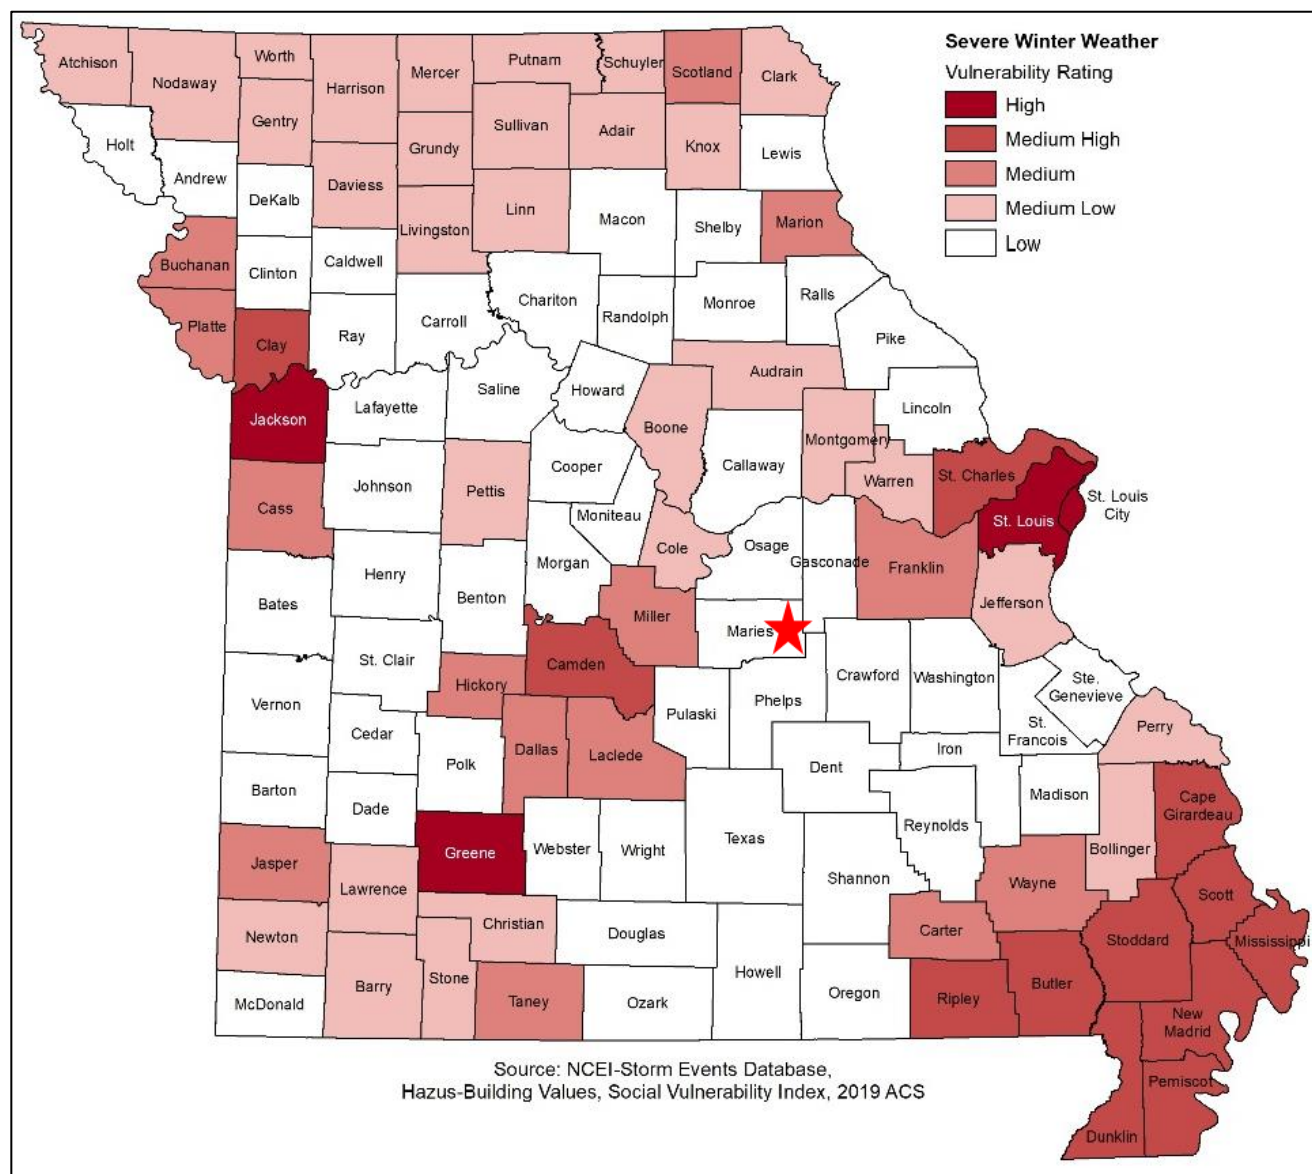 Severe Winter Weather
Vulnerability Rating
High
Medium High
Medium
Medium Low
Low
Atchison
Nodaway
Worth
Harrison
Mercer
Putnam
Schuyler
Scotland
Clark
Gentry
Sullivan
Adair
Knox
Grundy
Holt
Andrew
DeKalb
Daviess
Livingston
Linn
Macon
Shelby
Lewis
Marion
Buchanan
Clinton
Caldwell
Chariton
Randolph
Monroe
Ralls
Platte
Clay
Ray
Carroll
Pike
Audrain
Jackson
Lafayette
Saline
Howard
Boone
Lincoln
Callaway
Montgomery
Warren
St. Charles
St. Louis
St. Louis
City
Cass
Johnson
Pettis
Cooper
Moniteau
Cole
Osage
Gasconade
Franklin
Jefferson
Bates
Henry
Benton
Morgan
Miller
Maries
St. Clair
Camden
Hickory
Vernon
Cedar
Polk
Dallas
Laclede
Pulaski
Phelps
Crawford
Washington
Ste.
Genevieve
St.
Francois
Perry
Dent
Iron
Barton
Dade
Madison
Cape
Girardeau
Jasper
Lawrence
Greene
Webster
Wright
Texas
Reynolds
Bollinger
Shannon
Wayne
Scott
Newton
Christian
Douglas
Carter
Stoddard
Mississippi
McDonald
Barry
Stone
Taney
Ozark
Howell
Oregon
Ripley
Butler
New
Madrid
Pemiscot
Dunklin
Source: NCEI-Storm Events Database,
Hazus-Building Values, Social Vulnerability Index, 2019 ACS